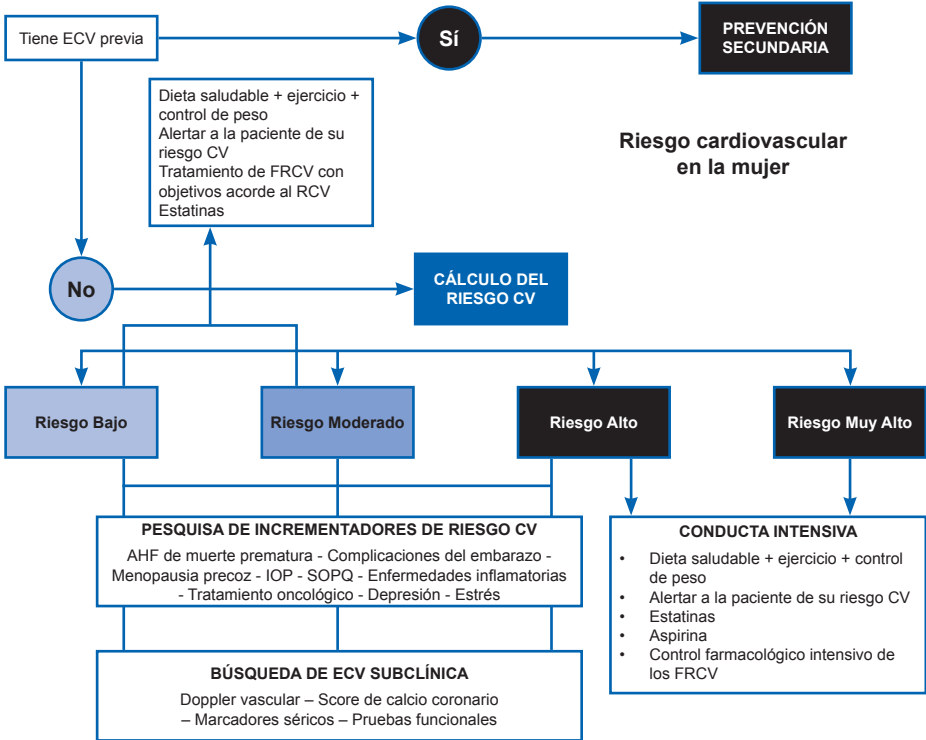 Tiene ECV previa
Sí
PREVENCIÓN
SECUNDARIA
Dieta saludable + ejercicio +
control de peso
Alertar a la paciente de su
riesgo CV
Tratamiento de FRCV con
objetivos acorde al RCV
Estatinas
Riesgo cardiovascular
en la mujer
No
CÁLCULO DEL
RIESGO CV
Riesgo Bajo
Riesgo Moderado
Riesgo Alto
Riesgo Muy Alto
PESQUISA DE INCREMENTADORES DE RIESGO CV
AHF de muerte prematura - Complicaciones del embarazo -
Menopausia precoz - IOP - SOPQ - Enfermedades inflamatorias
- Tratamiento oncológico - Depresión - Estrés
CONDUCTA INTENSIVA
• Dieta saludable + ejercicio + control
de peso
• Alertar a la paciente de su riesgo CV
• Estatinas
• Aspirina
• Control farmacológico intensivo de
los FRCV
BÚSQUEDA DE ECV SUBCLÍNICA
Doppler vascular – Score de calcio coronario
– Marcadores séricos – Pruebas funcionales